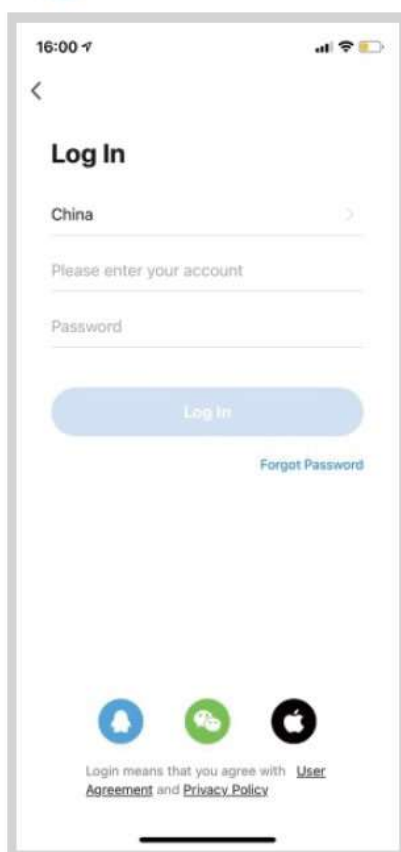 16:00
Log In
China
Please enter your account
Password
Log In
Forgot Password
Login means that you agree with User
Agreement and Privacy Policy